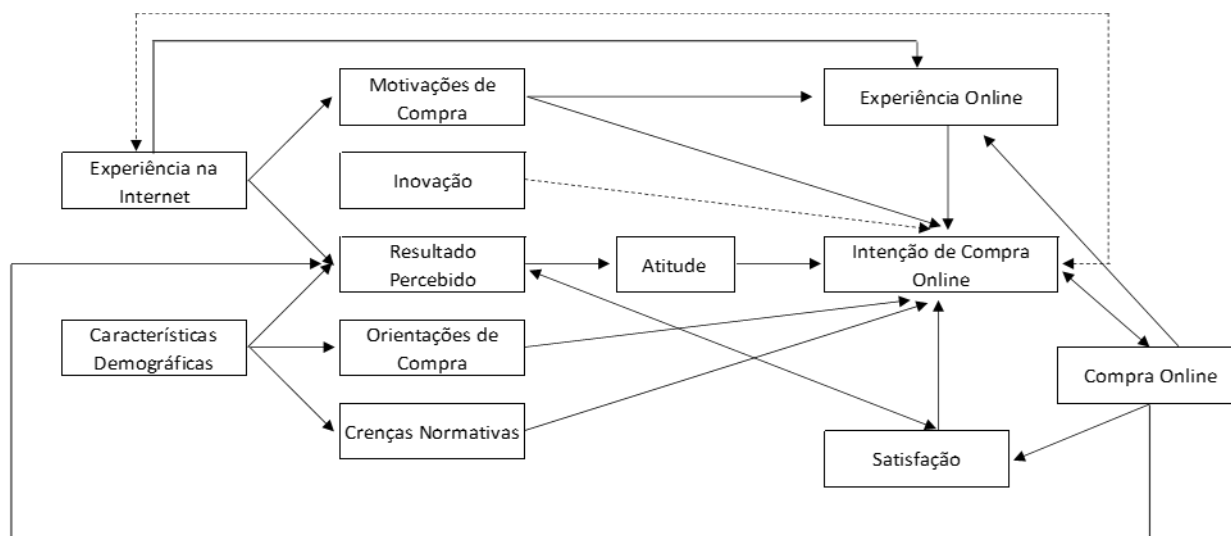 Motivações de
Compra
Experiência Online
Experiência na
Internet
Inovação
Resultado
Percebido
Atitude
Intenção de Compra
Online
Característícas
Demográficas
Orientações de
Compra
Compra Online
Crenças Normativas
Satisfação